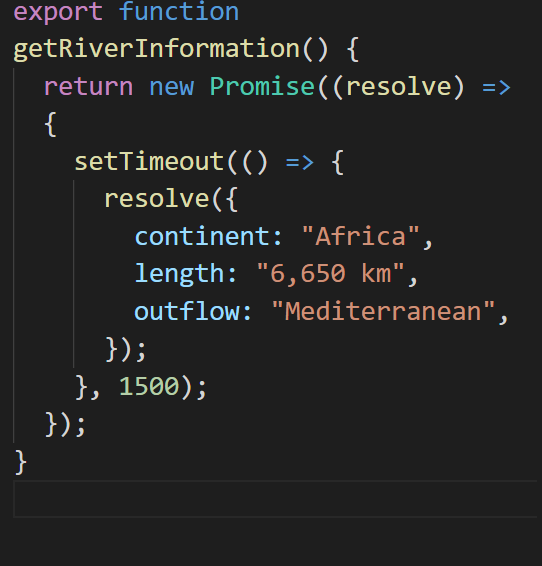 export function
getRiverInformation() {
  return new Promise((resolve) =>
  {
    setTimeout(() => {
      resolve({
        continent: "Africa",
        length: "6,650 km",
        outflow: "Mediterranean",
      });
    }, 1500);
  });
}